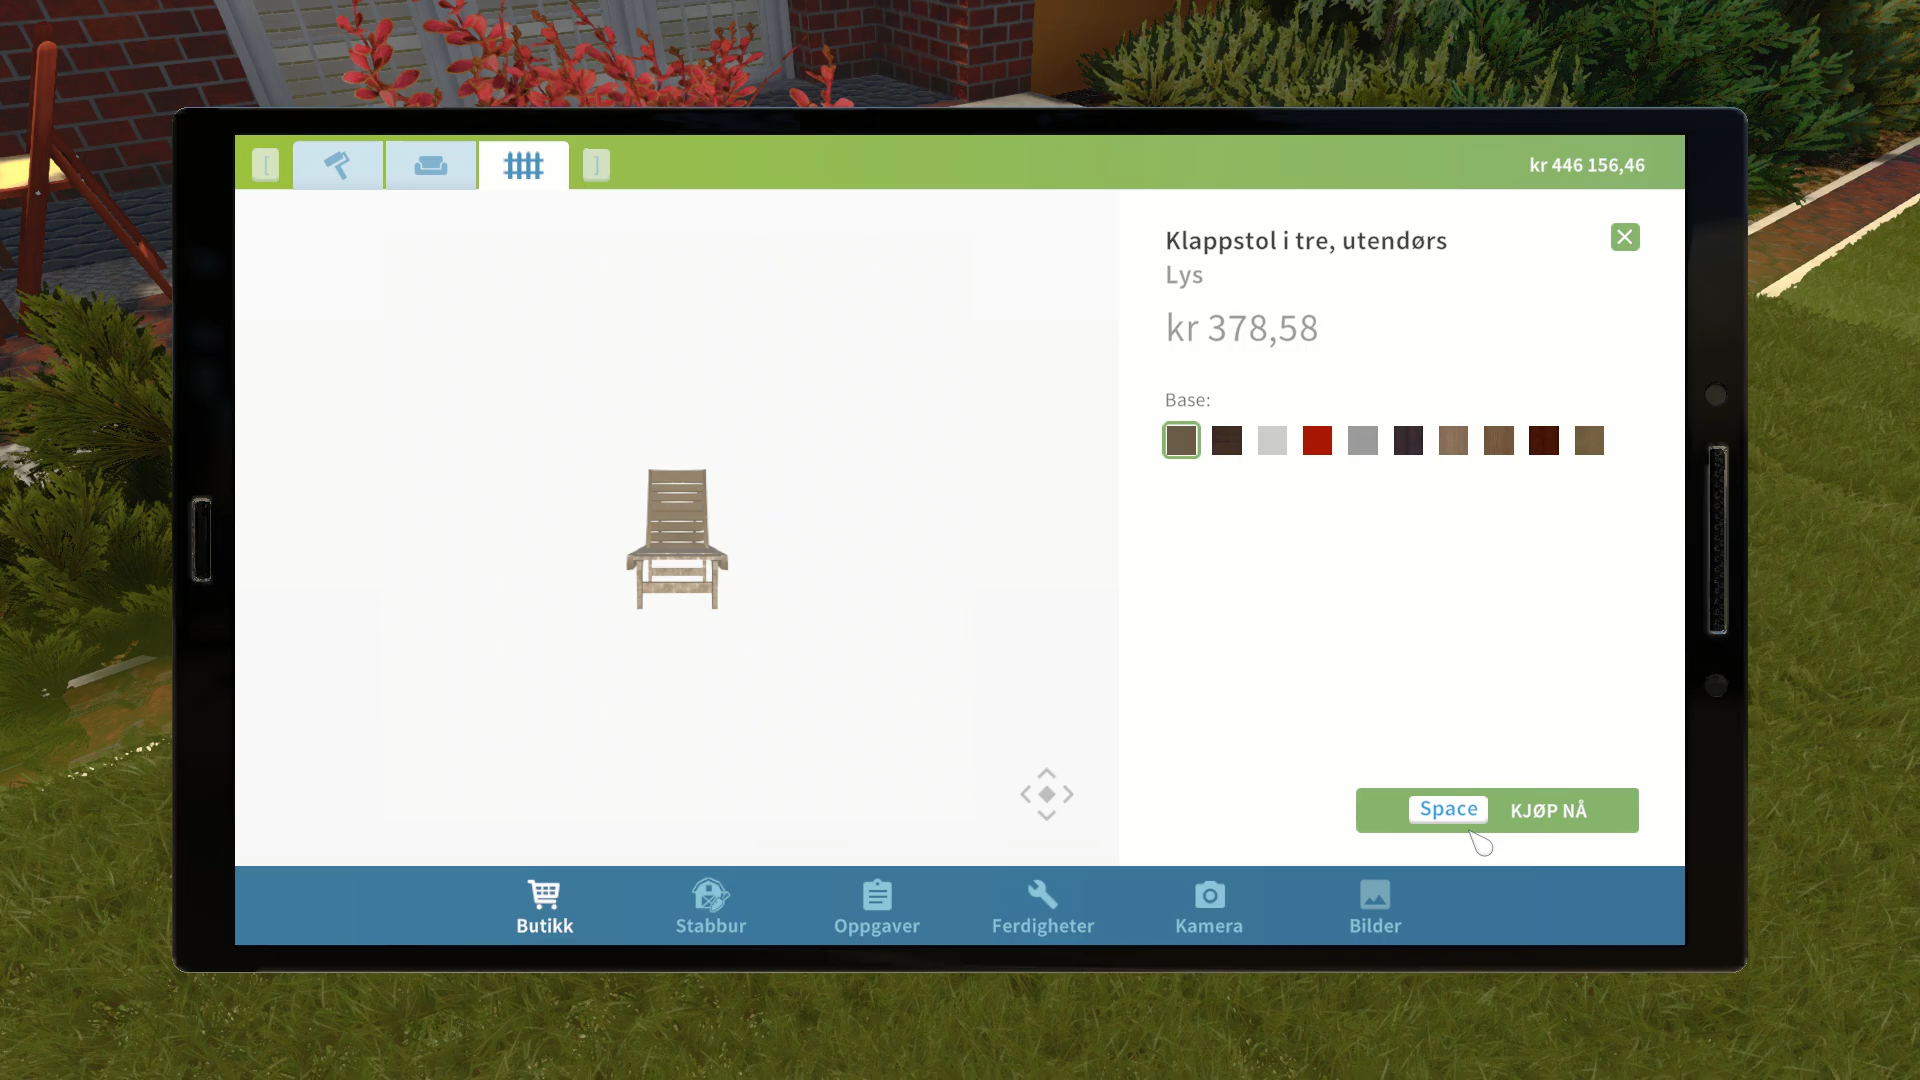 [
]
kr 446 156,46
Klappstol i tre, utendørs
Lys
kr 378,58
Base:
Space KJØP NÅ
Butikk Stabbur Oppgaver Ferdigheter Kamera Bilder